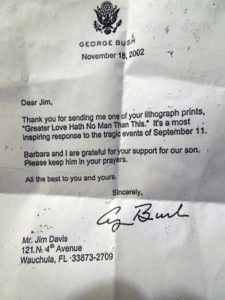 GEORGE BUSH
November 18, 2002
Dear Jim,
Thank you for sending me one of your lithograph prints,
"Greater Love Hath No Man Than This." It's a most
inspiring response to the tragic events of September 11.
Barbara and I are grateful for your support for our son.
Please keep him in your prayers.
All the best to you and yours.
Sincerely,
G Bush
Mr. Jim Davis
121 N. 4th Avenue
Wauchula, FL 33873-2709